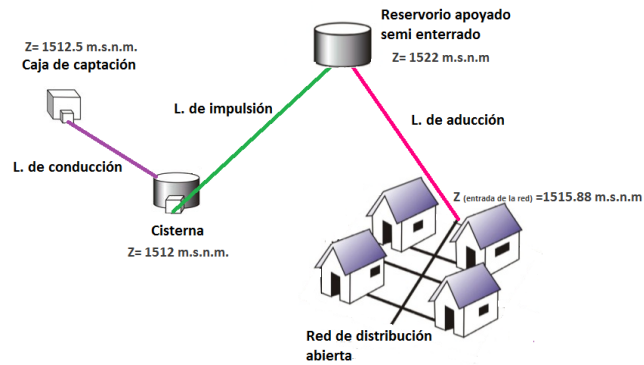 Reservorio apoyado
semi enterrado
Z= 1522 m.s.n.m
Z= 1512.5 m.s.n.m.
Caja de captación
L. de impulsión
L. de aducción
L. de conducción
Z (entrada de la red) =1515.88 m.s.n.m
Cisterna
Z= 1512 m.s.n.m.
Red de distribución
abierta